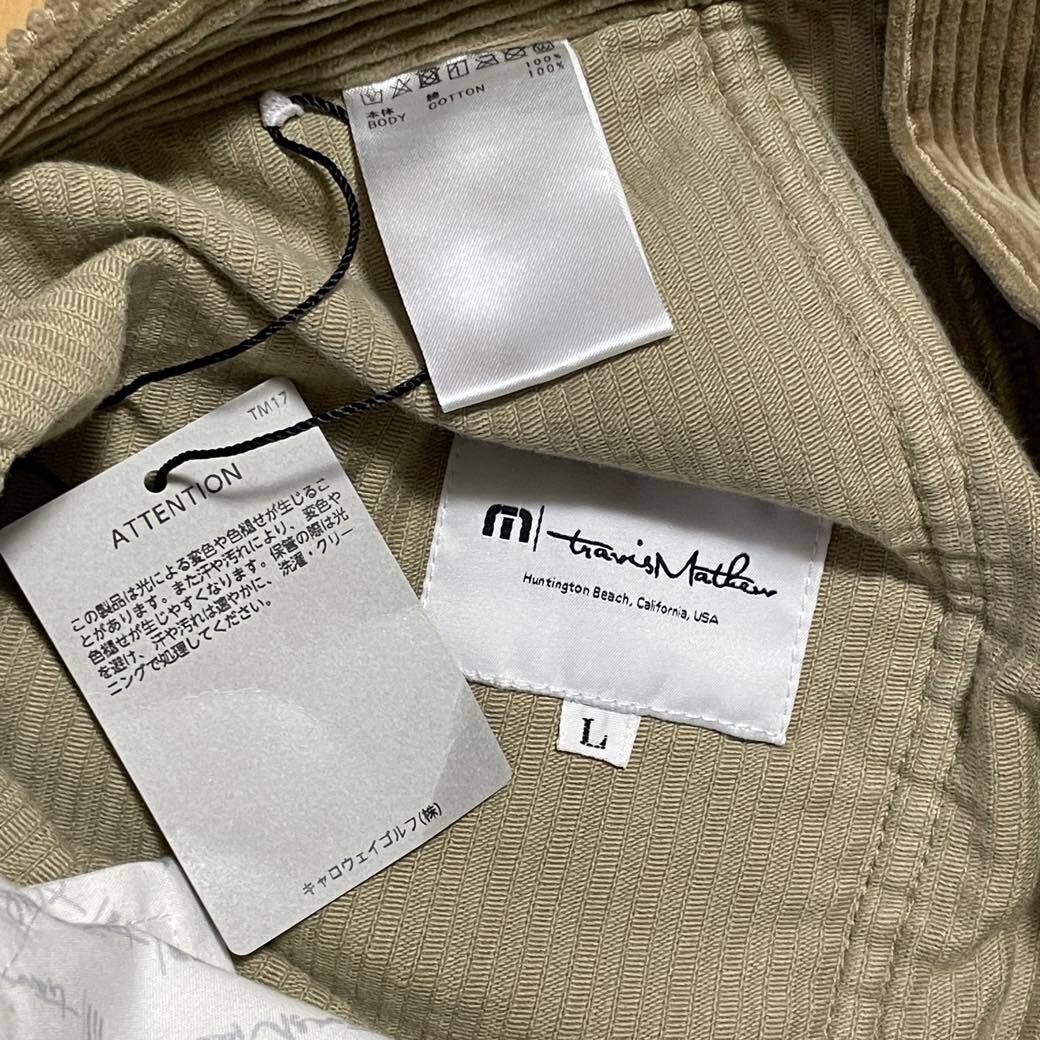 本体 綿 100%
BODY COTTON 100%
TM17
ATTENTION
この製品は光による変色や色褪せが生じるこ
とがあります。また汗や汚れにより、変色や
色褪せが生じやすくなります。保管の際は光
を避け、汗や汚れは速やかに、洗濯・クリー
ニングで処理してください。
キャロウェイゴルフ(株)
travisMathew
Huntington Beach, California, USA
L